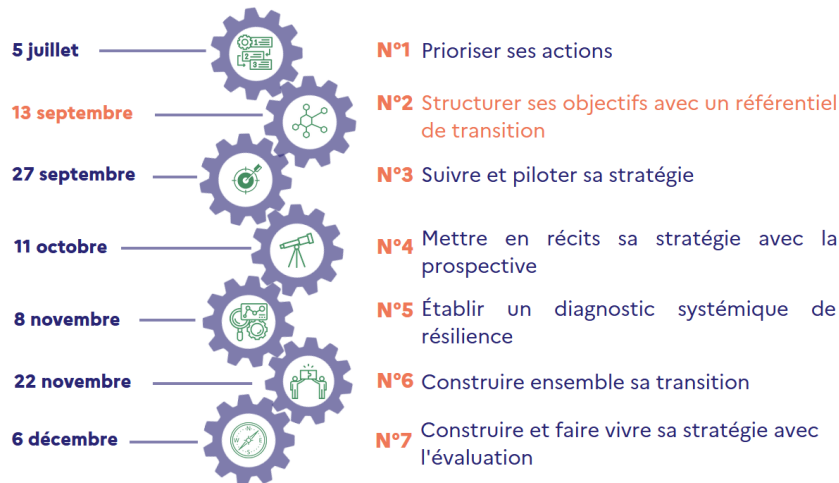 5 juillet
N°1 Prioriser ses actions
13 septembre
N°2 Structurer ses objectifs avec un référentiel
de transition
27 septembre
N°3 Suivre et piloter sa stratégie
11 octobre
N°4 Mettre en récits sa stratégie avec la
prospective
8 novembre
N°5 Établir un diagnostic systémique de
résilience
22 novembre
N°6 Construire ensemble sa transition
6 décembre
N°7 Construire et faire vivre sa stratégie avec
l'évaluation
1
2
3
N
W
E
S